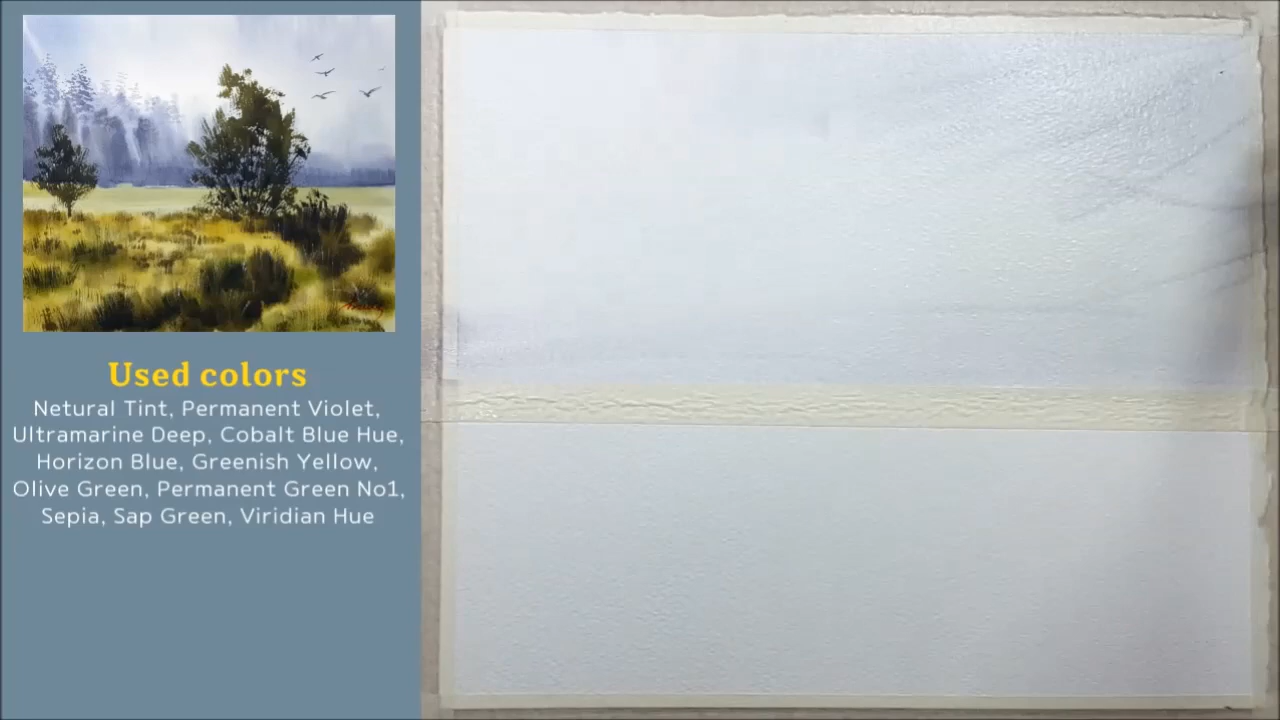 Used colors
Netural Tint, Permanent Violet,
Ultramarine Deep, Cobalt Blue Hue,
Horizon Blue, Greenish Yellow,
Olive Green, Permanent Green No1,
Sepia, Sap Green, Viridian Hue